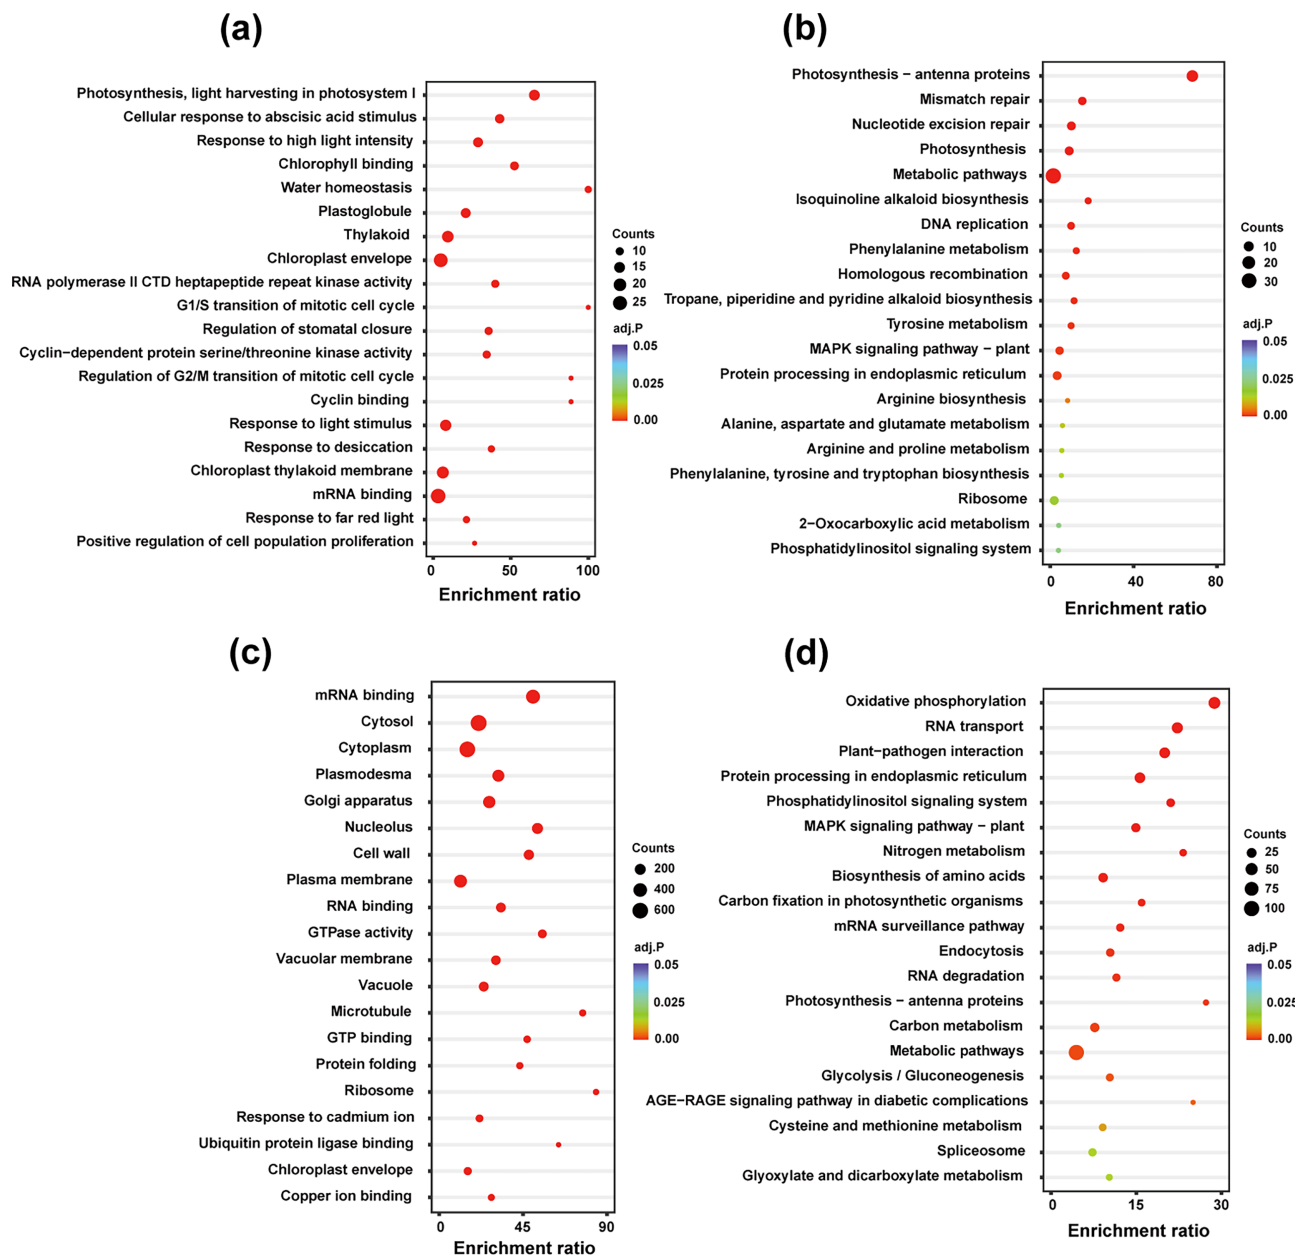 (a)
Photosynthesis, light harvesting in photosystem I
Cellular response to abscisic acid stimulus
Response to high light intensity
Chlorophyll binding
Water homeostasis
Plastoglobule
Thylakoid
Chloroplast envelope
RNA polymerase II CTD heptapeptide repeat kinase activity
G1/S transition of mitotic cell cycle
Regulation of stomatal closure
Cyclin−dependent protein serine/threonine kinase activity
Regulation of G2/M transition of mitotic cell cycle
Cyclin binding
Response to light stimulus
Response to desiccation
Chloroplast thylakoid membrane
mRNA binding
Response to far red light
Positive regulation of cell population proliferation
0 50 100
Enrichment ratio
Counts
10
15
20
25
adj.P
0.05
0.025
0.00
(b)
Photosynthesis − antenna proteins
Mismatch repair
Nucleotide excision repair
Photosynthesis
Metabolic pathways
Isoquinoline alkaloid biosynthesis
DNA replication
Phenylalanine metabolism
Homologous recombination
Tropane, piperidine and pyridine alkaloid biosynthesis
Tyrosine metabolism
MAPK signaling pathway − plant
Protein processing in endoplasmic reticulum
Arginine biosynthesis
Alanine, aspartate and glutamate metabolism
Arginine and proline metabolism
Phenylalanine, tyrosine and tryptophan biosynthesis
Ribosome
2−Oxocarboxylic acid metabolism
Phosphatidylinositol signaling system
0 40 80
Enrichment ratio
Counts
10
20
30
adj.P
0.05
0.025
0.00
(c)
mRNA binding
Cytosol
Cytoplasm
Plasmodesma
Golgi apparatus
Nucleolus
Cell wall
Plasma membrane
RNA binding
GTPase activity
Vacuolar membrane
Vacuole
Microtubule
GTP binding
Protein folding
Ribosome
Response to cadmium ion
Ubiquitin protein ligase binding
Chloroplast envelope
Copper ion binding
0 45 90
Enrichment ratio
Counts
200
400
600
adj.P
0.05
0.025
0.00
(d)
Oxidative phosphorylation
RNA transport
Plant−pathogen interaction
Protein processing in endoplasmic reticulum
Phosphatidylinositol signaling system
MAPK signaling pathway − plant
Nitrogen metabolism
Biosynthesis of amino acids
Carbon fixation in photosynthetic organisms
mRNA surveillance pathway
Endocytosis
RNA degradation
Photosynthesis − antenna proteins
Carbon metabolism
Metabolic pathways
Glycolysis / Gluconeogenesis
AGE−RAGE signaling pathway in diabetic complications
Cysteine and methionine metabolism
Spliceosome
Glyoxylate and dicarboxylate metabolism
0 15 30
Enrichment ratio
Counts
25
50
75
100
adj.P
0.05
0.025
0.00